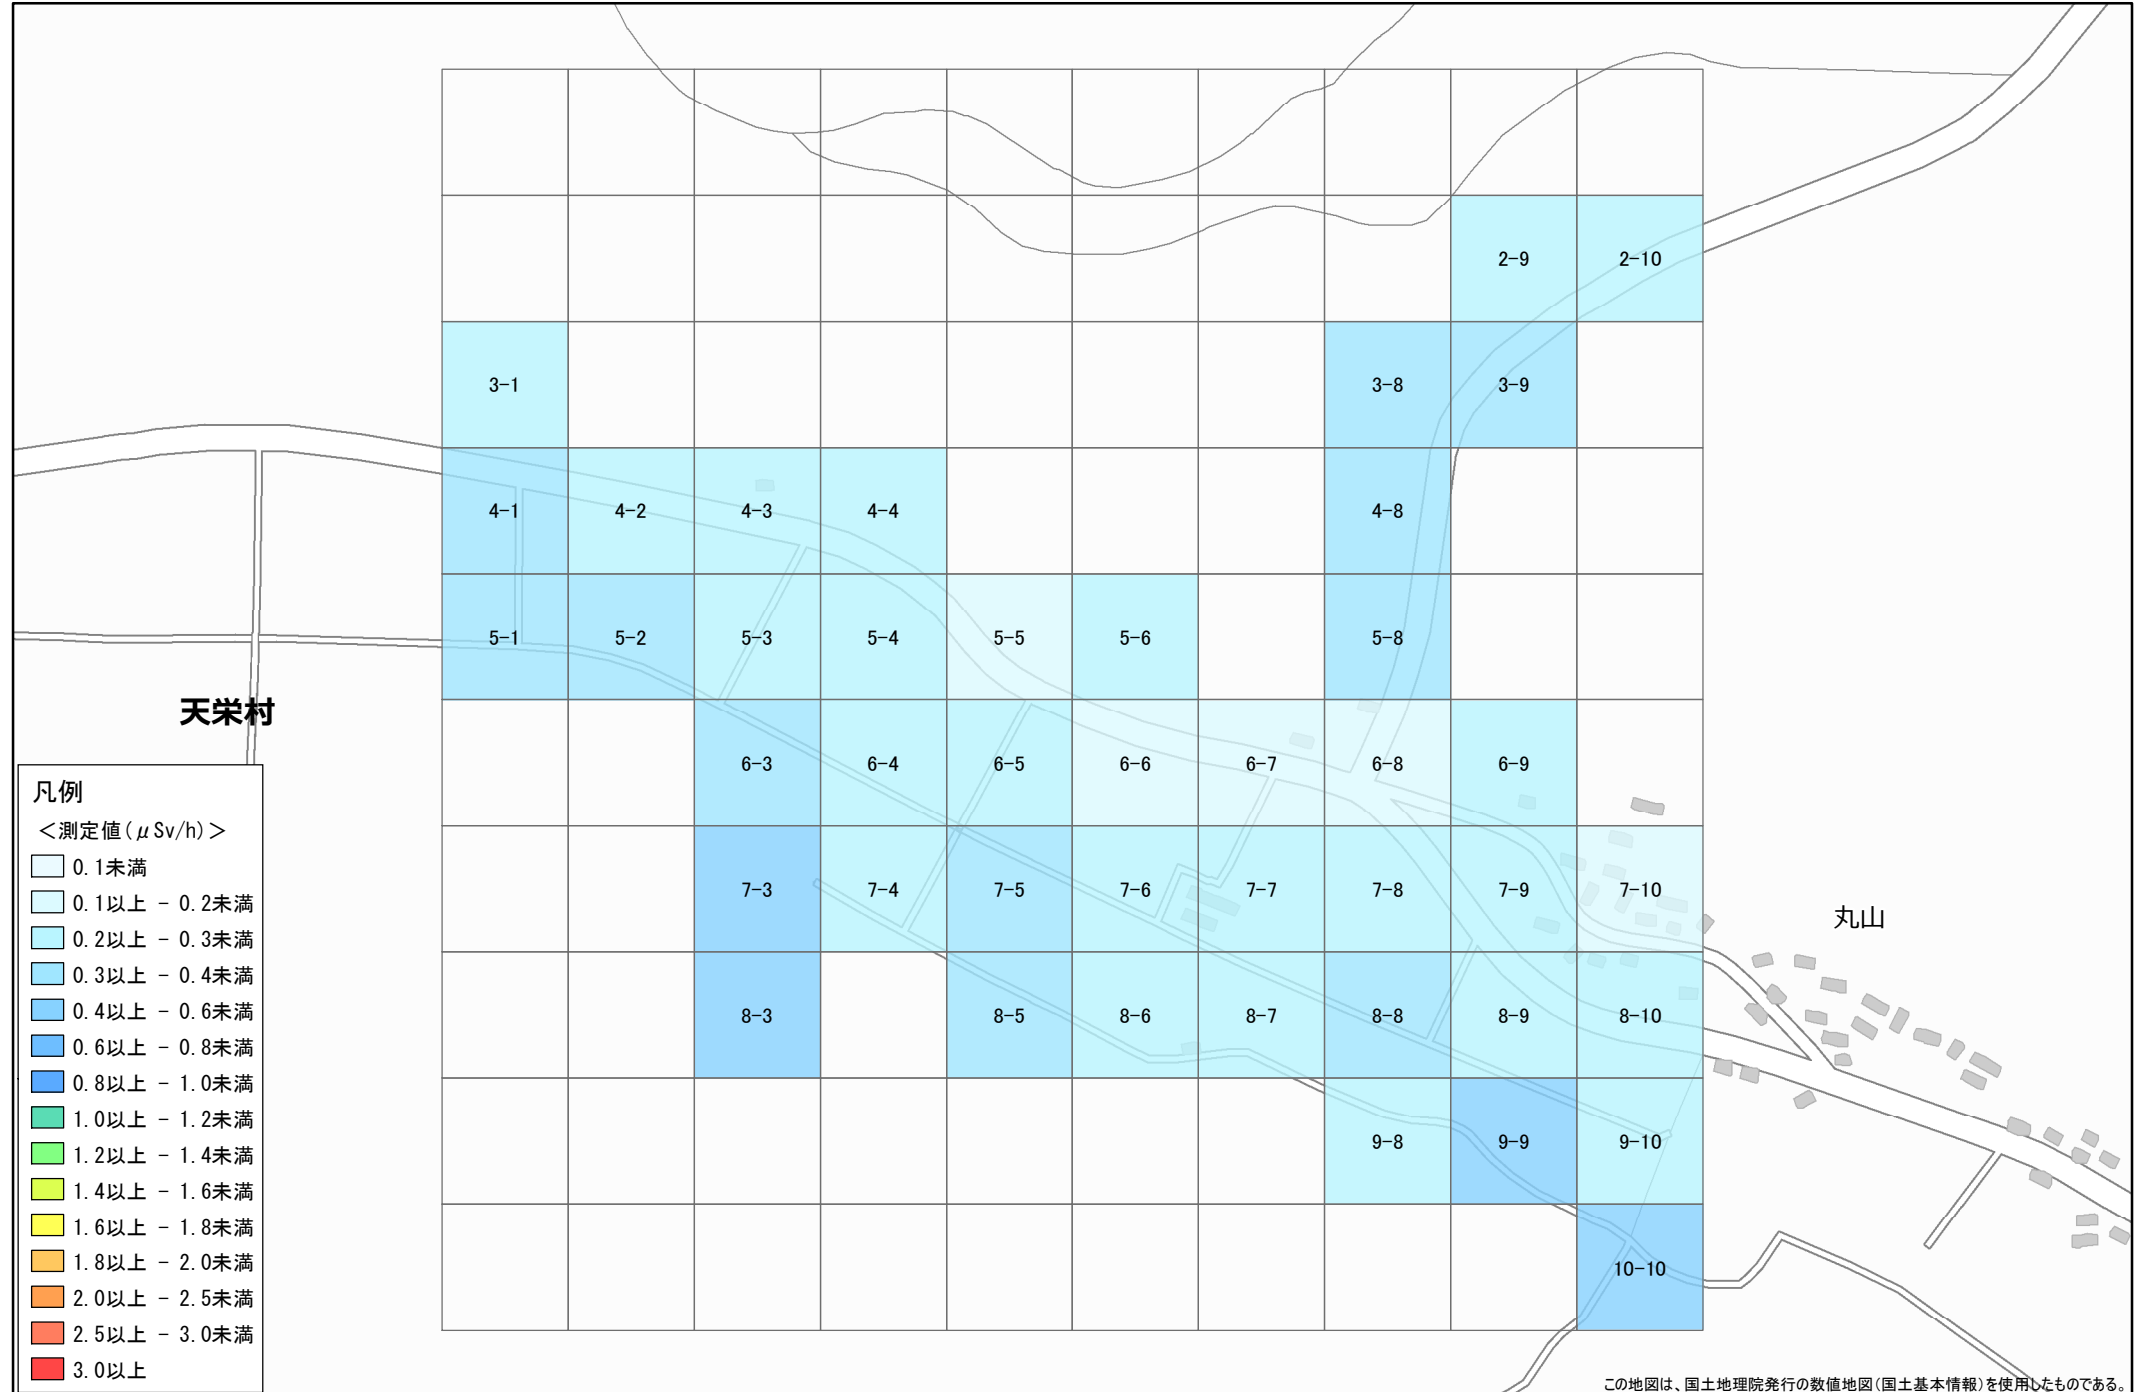 2−9 2−10
3−1 3−8 3−9
4−1 4−2 4−3 4−4 4−8
5−1 5−2 5−3 5−4 5−5 5−6 5−8
天栄村
6−3 6−4 6−5 6−6 6−7 6−8 6−9
7−3 7−4 7−5 7−6 7−7 7−8 7−9 7−10
丸山
8−3 8−5 8−6 8−7 8−8 8−9 8−10
9−8 9−9 9−10
10−10
凡例
＜測定値(μSv/h)＞
0.1未満
0.1以上 − 0.2未満
0.2以上 − 0.3未満
0.3以上 − 0.4未満
0.4以上 − 0.6未満
0.6以上 − 0.8未満
0.8以上 − 1.0未満
1.0以上 − 1.2未満
1.2以上 − 1.4未満
1.4以上 − 1.6未満
1.6以上 − 1.8未満
1.8以上 − 2.0未満
2.0以上 − 2.5未満
2.5以上 − 3.0未満
3.0以上
この地図は、国土地理院発行の数値地図(国土基本情報)を使用したものである。